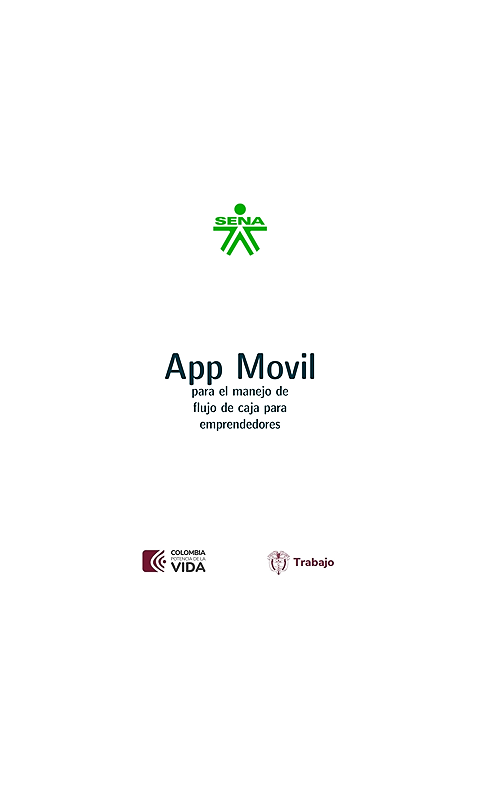 SENA
App Movil
para el manejo de
flujo de caja para
emprendedores
COLOMBIA
POTENCIA DE LA
VIDA
Trabajo